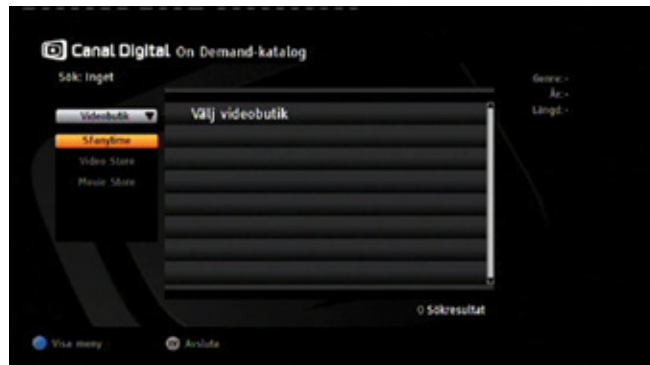 Canal Digital On Demand-katalog
Sök: Inget
Genre: -
År: -
Längd: -
Videobutik
Välj videobutik
SFanytime
Video Store
Movie Store
0 Sökresultat
Visa meny
Avsluta